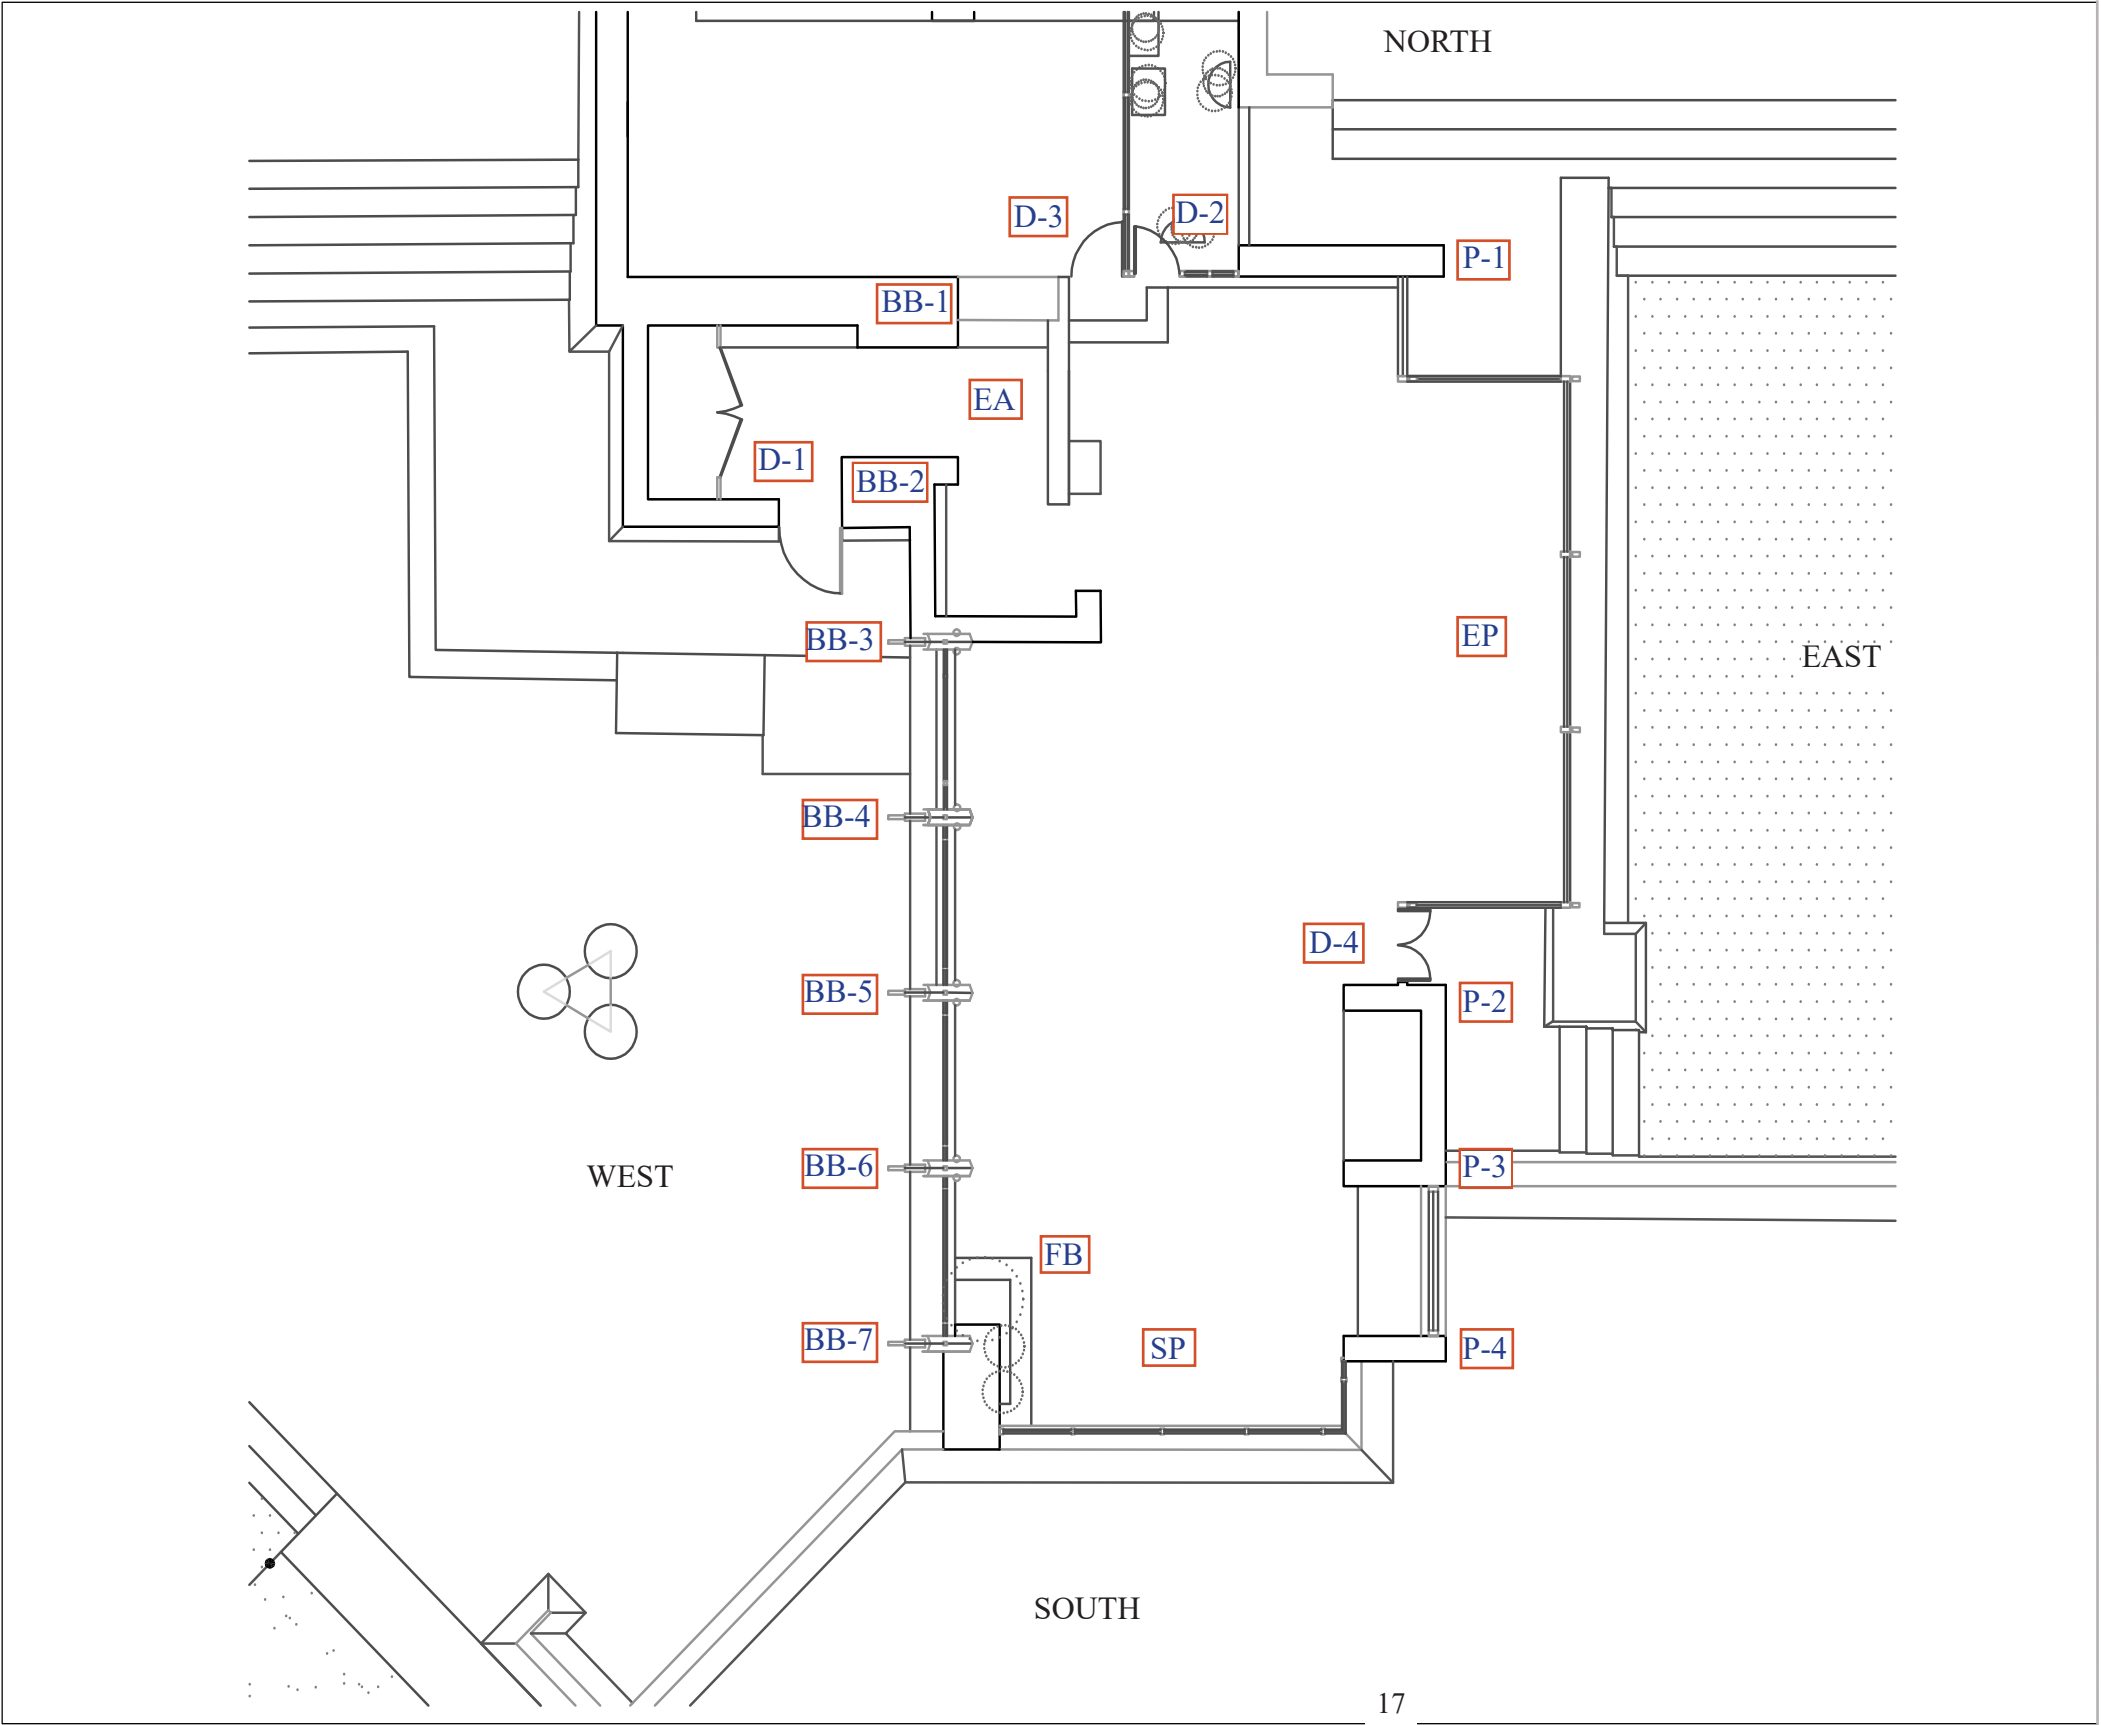 NORTH
D-3
D-2
P-1
BB-1
EA
D-1
BB-2
BB-3
EP
EAST
BB-4
D-4
BB-5
P-2
BB-6
P-3
WEST
FB
BB-7
SP
P-4
SOUTH
17